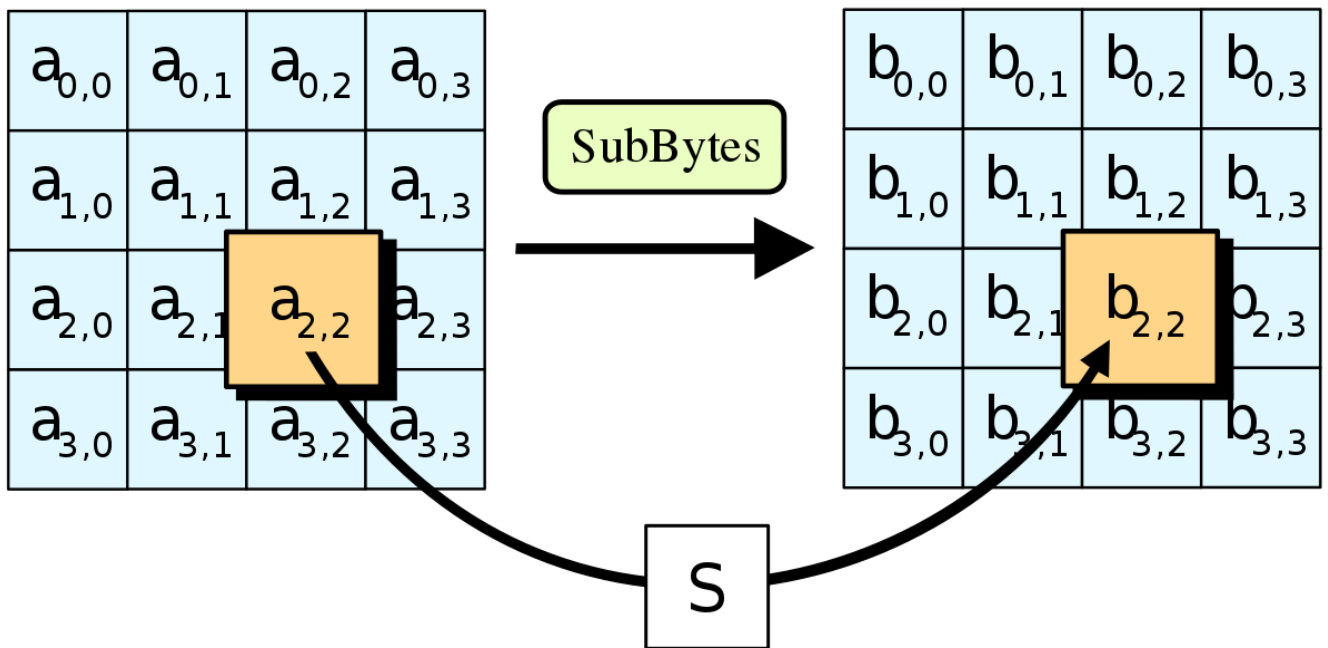 a0,0 a0,1 a0,2 a0,3
a1,0 a1,1 a1,2 a1,3
a2,0 a2,1 a2,2 a2,3
a3,0 a3,1 a3,2 a3,3
SubBytes
b0,0 b0,1 b0,2 b0,3
b1,0 b1,1 b1,2 b1,3
b2,0 b2,1 b2,2 b2,3
b3,0 b3,1 b3,2 b3,3
S